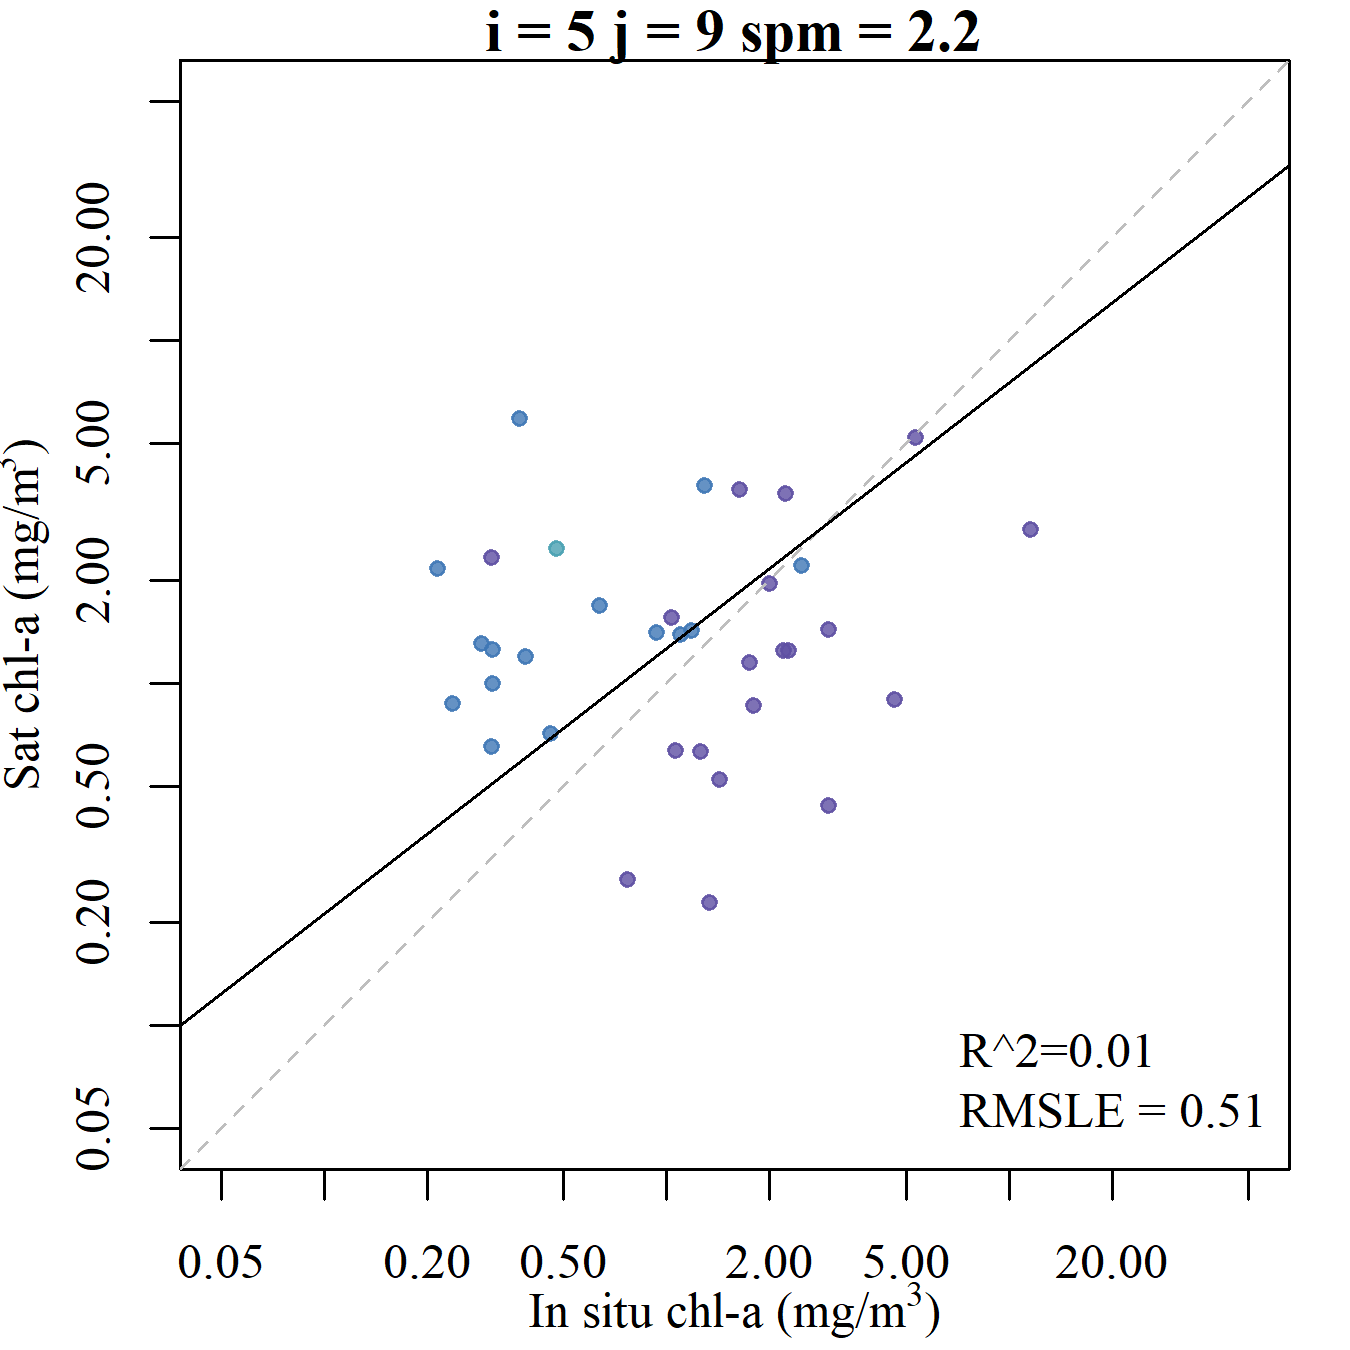 i = 5 j = 9 spm = 2.2
Sat chl-a (mg/m³)
20.00
5.00
2.00
0.50
0.20
0.05
R^2=0.01
RMSLE = 0.51
0.05 0.20 0.50 2.00 5.00 20.00
In situ chl-a (mg/m³)